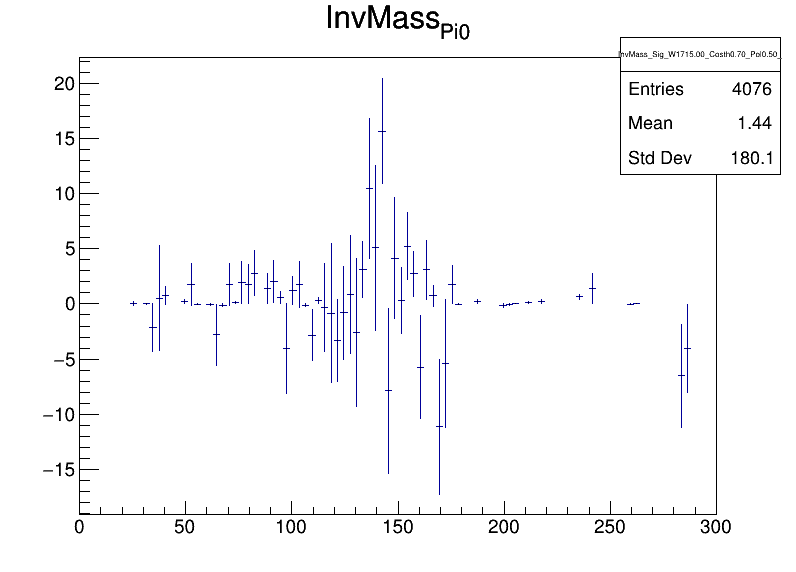 InvMass_Pi0
InvMass_Sig_W1715.00_Costh0.70_Pol0.50_
Entries 4076
Mean 1.44
Std Dev 180.1
20
15
10
5
0
−5
−10
−15
0 50 100 150 200 250 300